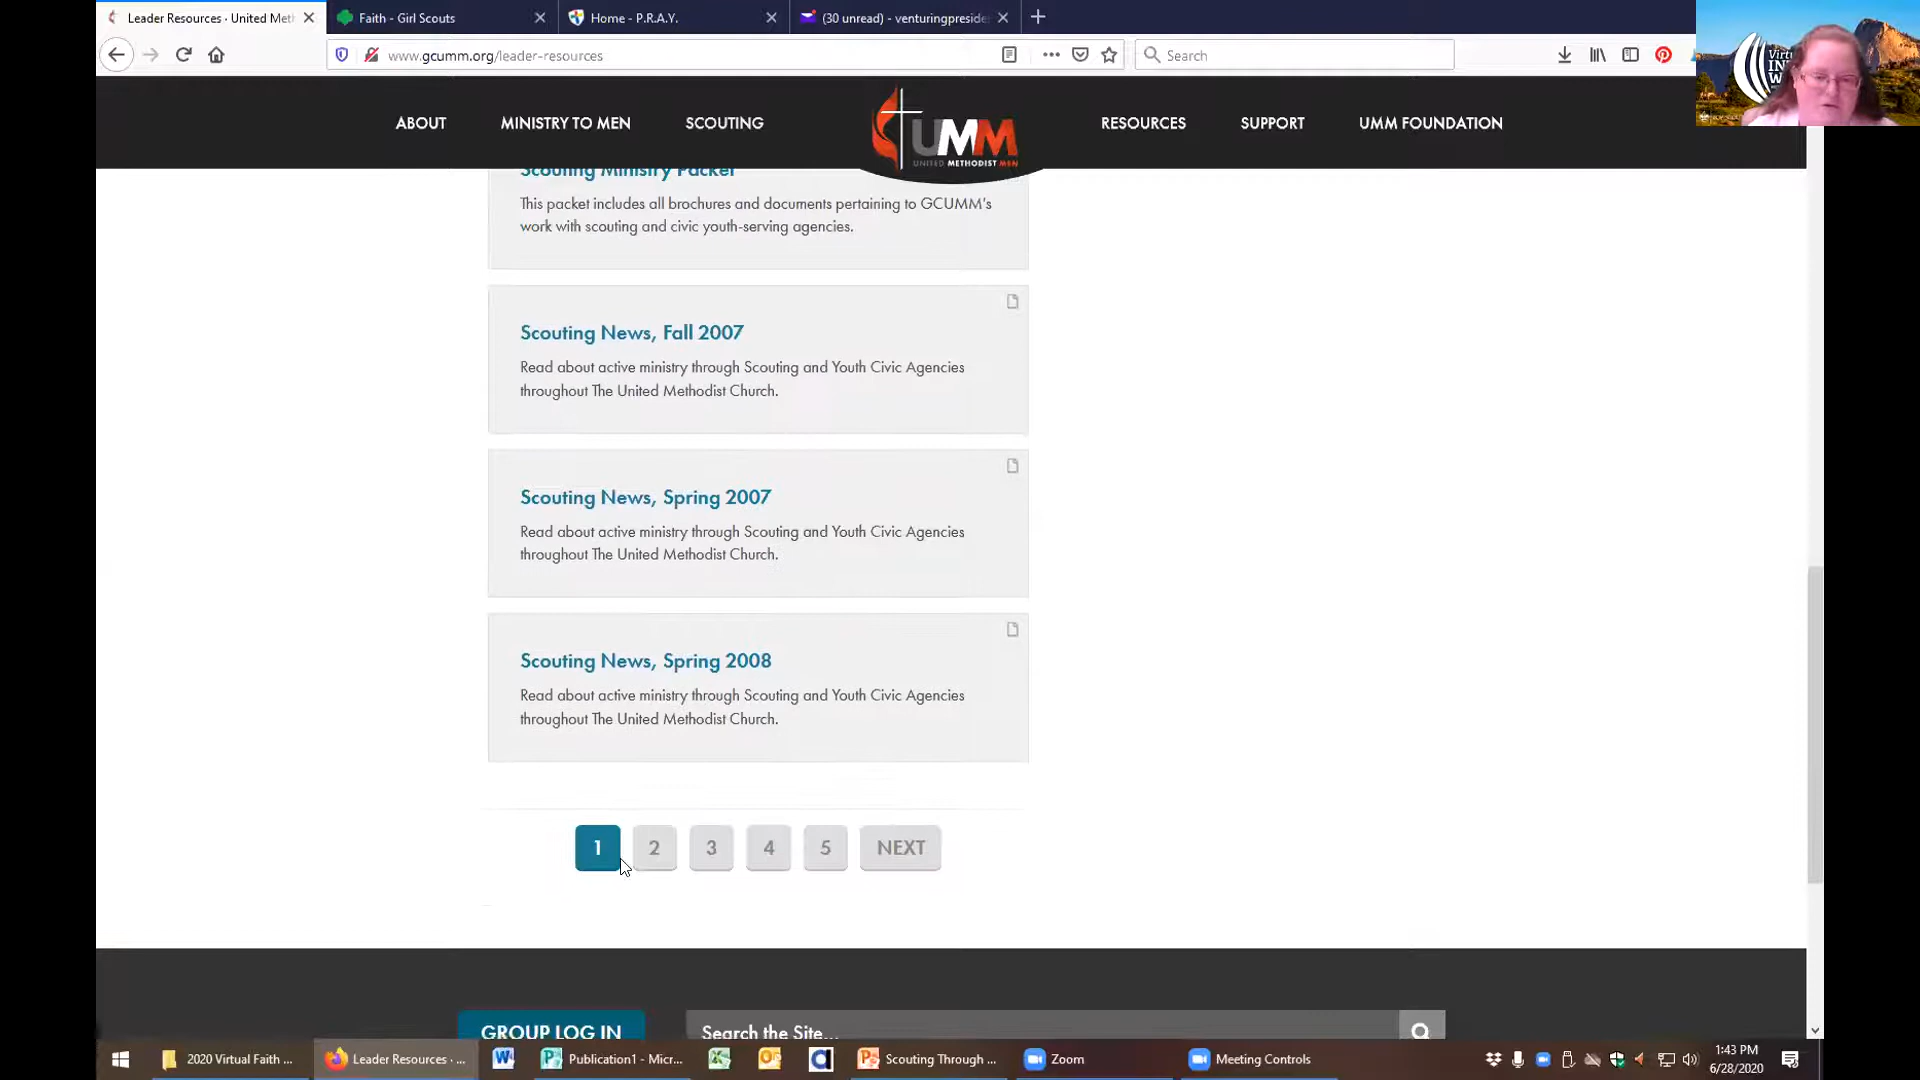 Leader Resources · United Meth
Faith - Girl Scouts
Home - P.R.A.Y.
(30 unread) - venturingpreside
www.gcumm.org/leader-resources
Search
ABOUT
MINISTRY TO MEN
SCOUTING
UMM
UNITED METHODIST MEN
RESOURCES
SUPPORT
UMM FOUNDATION
Scouting Ministry Packet
This packet includes all brochures and documents pertaining to GCUMM's
work with scouting and civic youth-serving agencies.
Scouting News, Fall 2007
Read about active ministry through Scouting and Youth Civic Agencies
throughout The United Methodist Church.
Scouting News, Spring 2007
Read about active ministry through Scouting and Youth Civic Agencies
throughout The United Methodist Church.
Scouting News, Spring 2008
Read about active ministry through Scouting and Youth Civic Agencies
throughout The United Methodist Church.
1 2 3 4 5 NEXT
GROUP LOG IN
Search the Site...
2020 Virtual Faith ...
Leader Resources · ...
Publication1 - Micr...
Scouting Through ...
Zoom
Meeting Controls
1:43 PM
6/28/2020